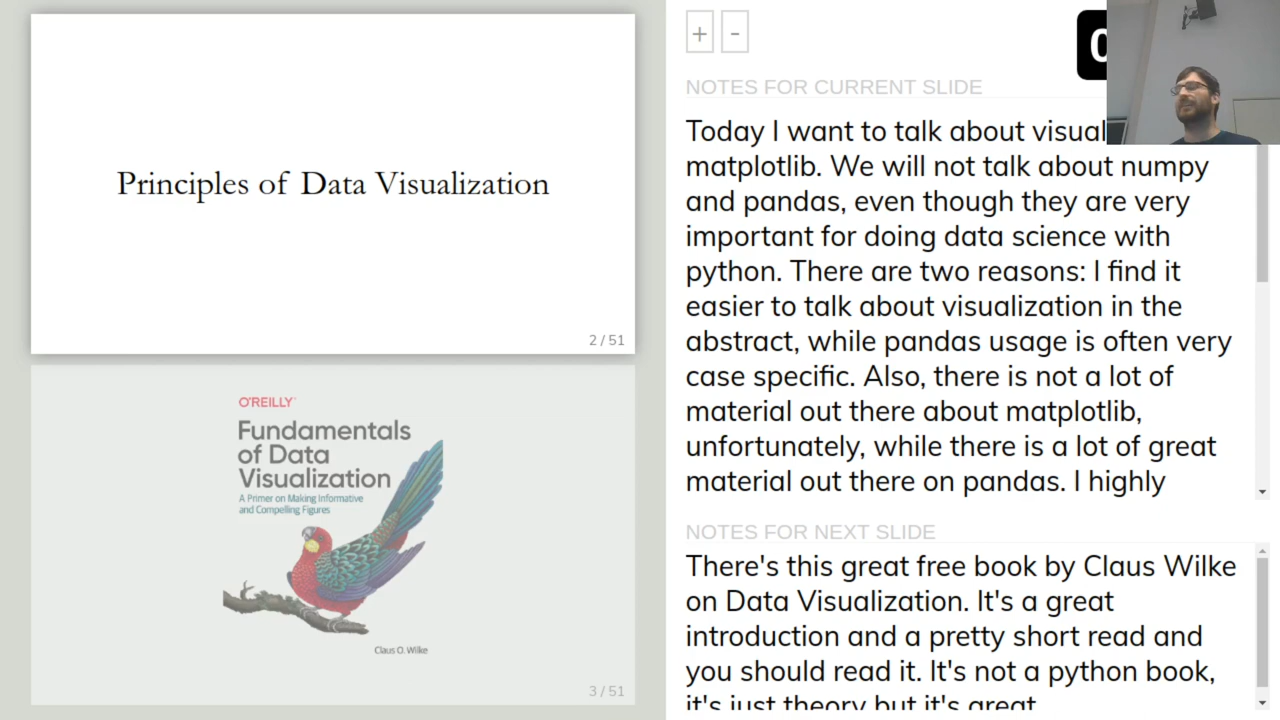 Principles of Data Visualization
2 / 51
O'REILLY
Fundamentals
of Data
Visualization
A Primer on Making Informative
and Compelling Figures
Claus O. Wilke
3 / 51
+ -
NOTES FOR CURRENT SLIDE
Today I want to talk about
matplotlib. We will not talk about numpy
and pandas, even though they are very
important for doing data science with
python. There are two reasons: I find it
easier to talk about visualization in the
abstract, while pandas usage is often very
case specific. Also, there is not a lot of
material out there about matplotlib,
unfortunately, while there is a lot of great
material out there on pandas. I highly
NOTES FOR NEXT SLIDE
There's this great free book by Claus Wilke
on Data Visualization. It's a great
introduction and a pretty short read and
you should read it. It's not a python book,
it's just theory but it's great